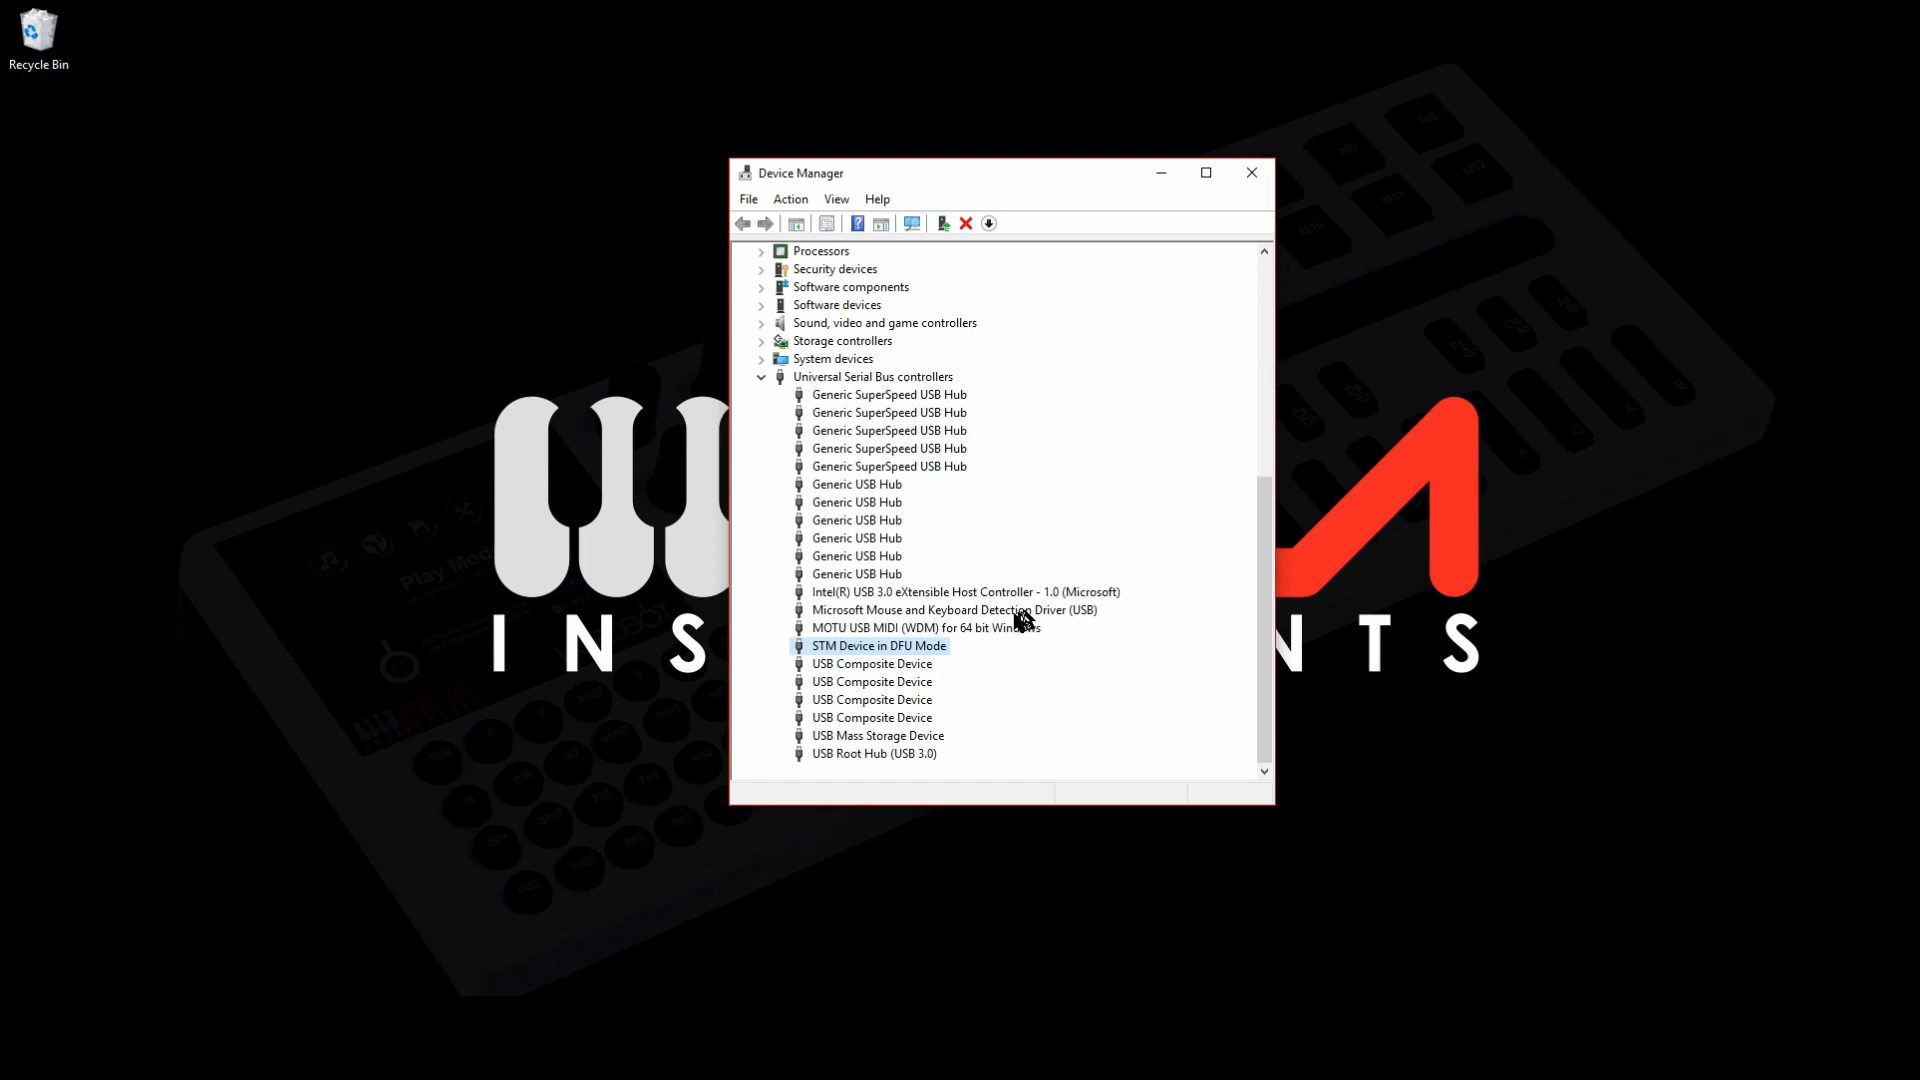 Recycle Bin
Device Manager
File Action View Help
Processors
Security devices
Software components
Software devices
Sound, video and game controllers
Storage controllers
System devices
Universal Serial Bus controllers
Generic SuperSpeed USB Hub
Generic SuperSpeed USB Hub
Generic SuperSpeed USB Hub
Generic SuperSpeed USB Hub
Generic SuperSpeed USB Hub
Generic USB Hub
Generic USB Hub
Generic USB Hub
Generic USB Hub
Generic USB Hub
Generic USB Hub
Intel(R) USB 3.0 eXtensible Host Controller - 1.0 (Microsoft)
Microsoft Mouse and Keyboard Detection Driver (USB)
MOTU USB MIDI (WDM) for 64 bit Windows
STM Device in DFU Mode
USB Composite Device
USB Composite Device
USB Composite Device
USB Composite Device
USB Mass Storage Device
USB Root Hub (USB 3.0)
INS NTS
Play Mod